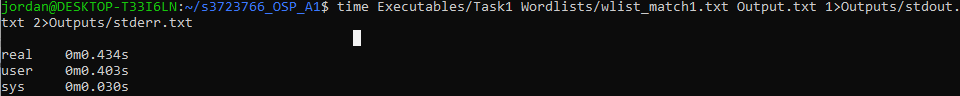 jordan@DESKTOP-T33I6LN:~/s3723766_OSP_A1$ time Executables/Task1 Wordlists/wlist_match1.txt Output.txt 1>Outputs/stdout.
txt 2>Outputs/stderr.txt
real 0m0.434s
user 0m0.403s
sys 0m0.030s